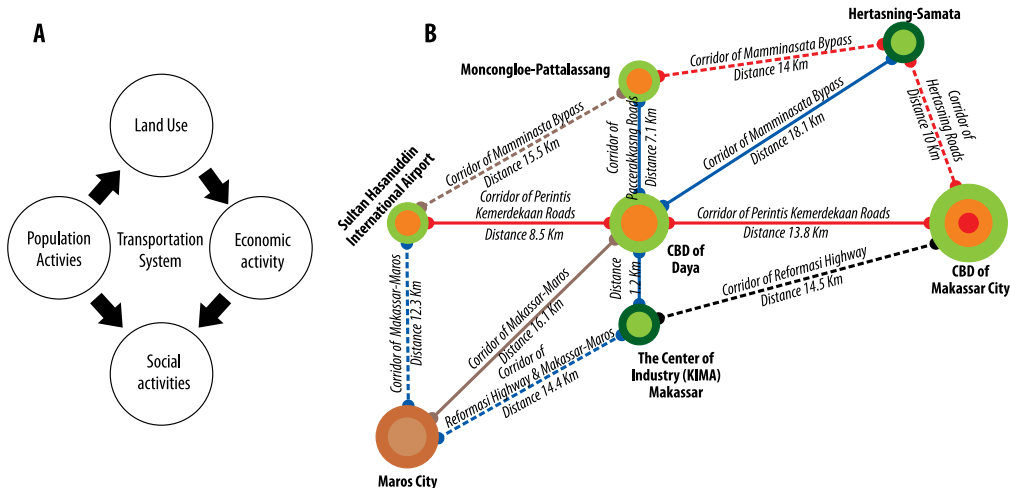 A
Land Use
Population
Activies
Transportation
System
Economic
activity
Social
activities
B
Hertasning-Samata
Moncongloe-Pattalassang
Corridor of Mamminasata Bypass
Distance 14 Km
Corridor of Mamminasta Bypass
Distance 15.5 Km
Corridor of
Paccerakkasng Roads
Distance 7.1 Km
Corridor of Mamminasata Bypass
Distance 18.1 Km
Corridor of
Hertasning Roads
Distance 10 Km
Sultan Hasanuddin
International Airport
Corridor of Perintis
Kemerdekaan Roads
Distance 8.5 Km
Corridor of Perintis Kemerdekaan Roads
Distance 13.8 Km
CBD of
Daya
CBD of
Makassar City
Corridor of Makassar-Maros
Distance 12.3 Km
Corridor of Makassar-Maros
Distance 16.1 Km
Distance
1.2 Km
Corridor of Reformasi Highway
Distance 14.5 Km
Corridor of
Reformasi Highway & Makassar-Maros
Distance 14.4 Km
The Center of
Industry (KIMA)
Makassar
Maros City